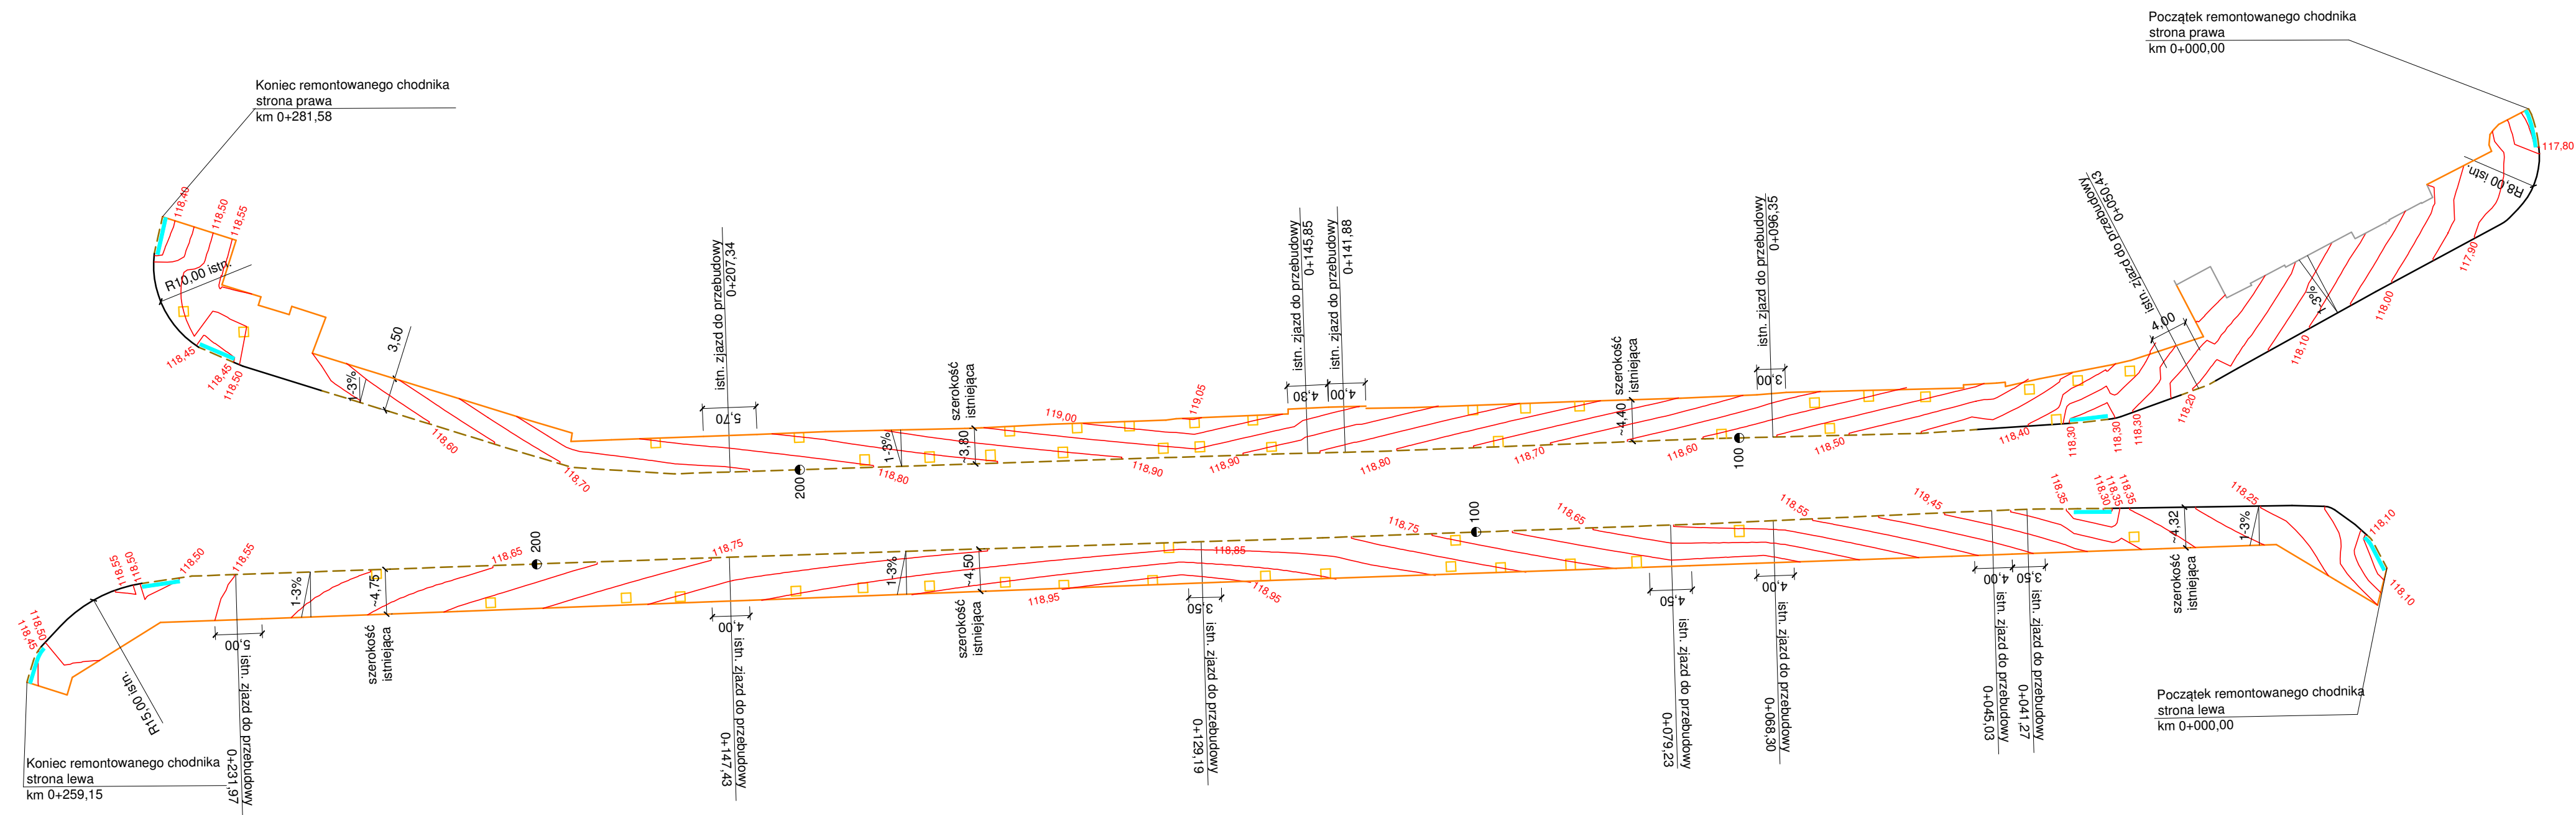 Początek remontowanego chodnika
strona prawa
km 0+000,00
Koniec remontowanego chodnika
strona prawa
km 0+281,58
118,40
118,50
118,55
R10,00 istn.
118,45
118,45
118,50
1-3%
3,50
118,60
118,70
istn. zjazd do przebudowy
0+207,34
5,70
200
118,80
1-3%
szerokość
istniejąca
~3,80
119,00
118,90
119,05
118,90
istn. zjazd do przebudowy
0+145,85
4,30
istn. zjazd do przebudowy
0+141,88
4,00
118,80
118,70
szerokość
istniejąca
~4,40
118,60
100
istn. zjazd do przebudowy
0+096,35
3,00
118,50
118,40
118,30
118,30
118,30
118,20
istn. zjazd do przebudowy
0+050,43
4,00
118,10
1-3%
118,00
117,90
R8,00 istn.
117,80
118,55
118,50
118,50
118,55
118,50
118,45
R15,00 istn.
5,00
istn. zjazd do przebudowy
0+231,97
1-3%
~4,75
szerokość
istniejąca
118,65
200
118,75
4,00
istn. zjazd do przebudowy
0+147,43
1-3%
~4,50
szerokość
istniejąca
118,95
118,85
118,95
3,50
istn. zjazd do przebudowy
0+129,19
118,75
100
118,65
4,50
istn. zjazd do przebudowy
0+079,23
4,00
istn. zjazd do przebudowy
0+068,30
118,55
118,45
4,00
istn. zjazd do przebudowy
0+045,03
3,50
istn. zjazd do przebudowy
0+041,27
118,35
118,30
118,35
118,35
~4,32
szerokość
istniejąca
118,25
1-3%
118,10
118,10
Początek remontowanego chodnika
strona lewa
km 0+000,00
Koniec remontowanego chodnika
strona lewa
km 0+259,15